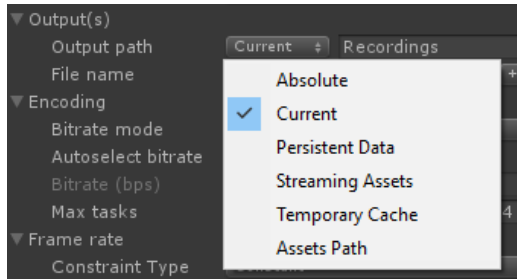 Output(s)
Output path Current Recordings
File name +
Absolute
Current
Persistent Data
Streaming Assets
Temporary Cache
Assets Path
Encoding
Bitrate mode
Autoselect bitrate
Bitrate (bps)
Max tasks 4
Frame rate
Constraint Type